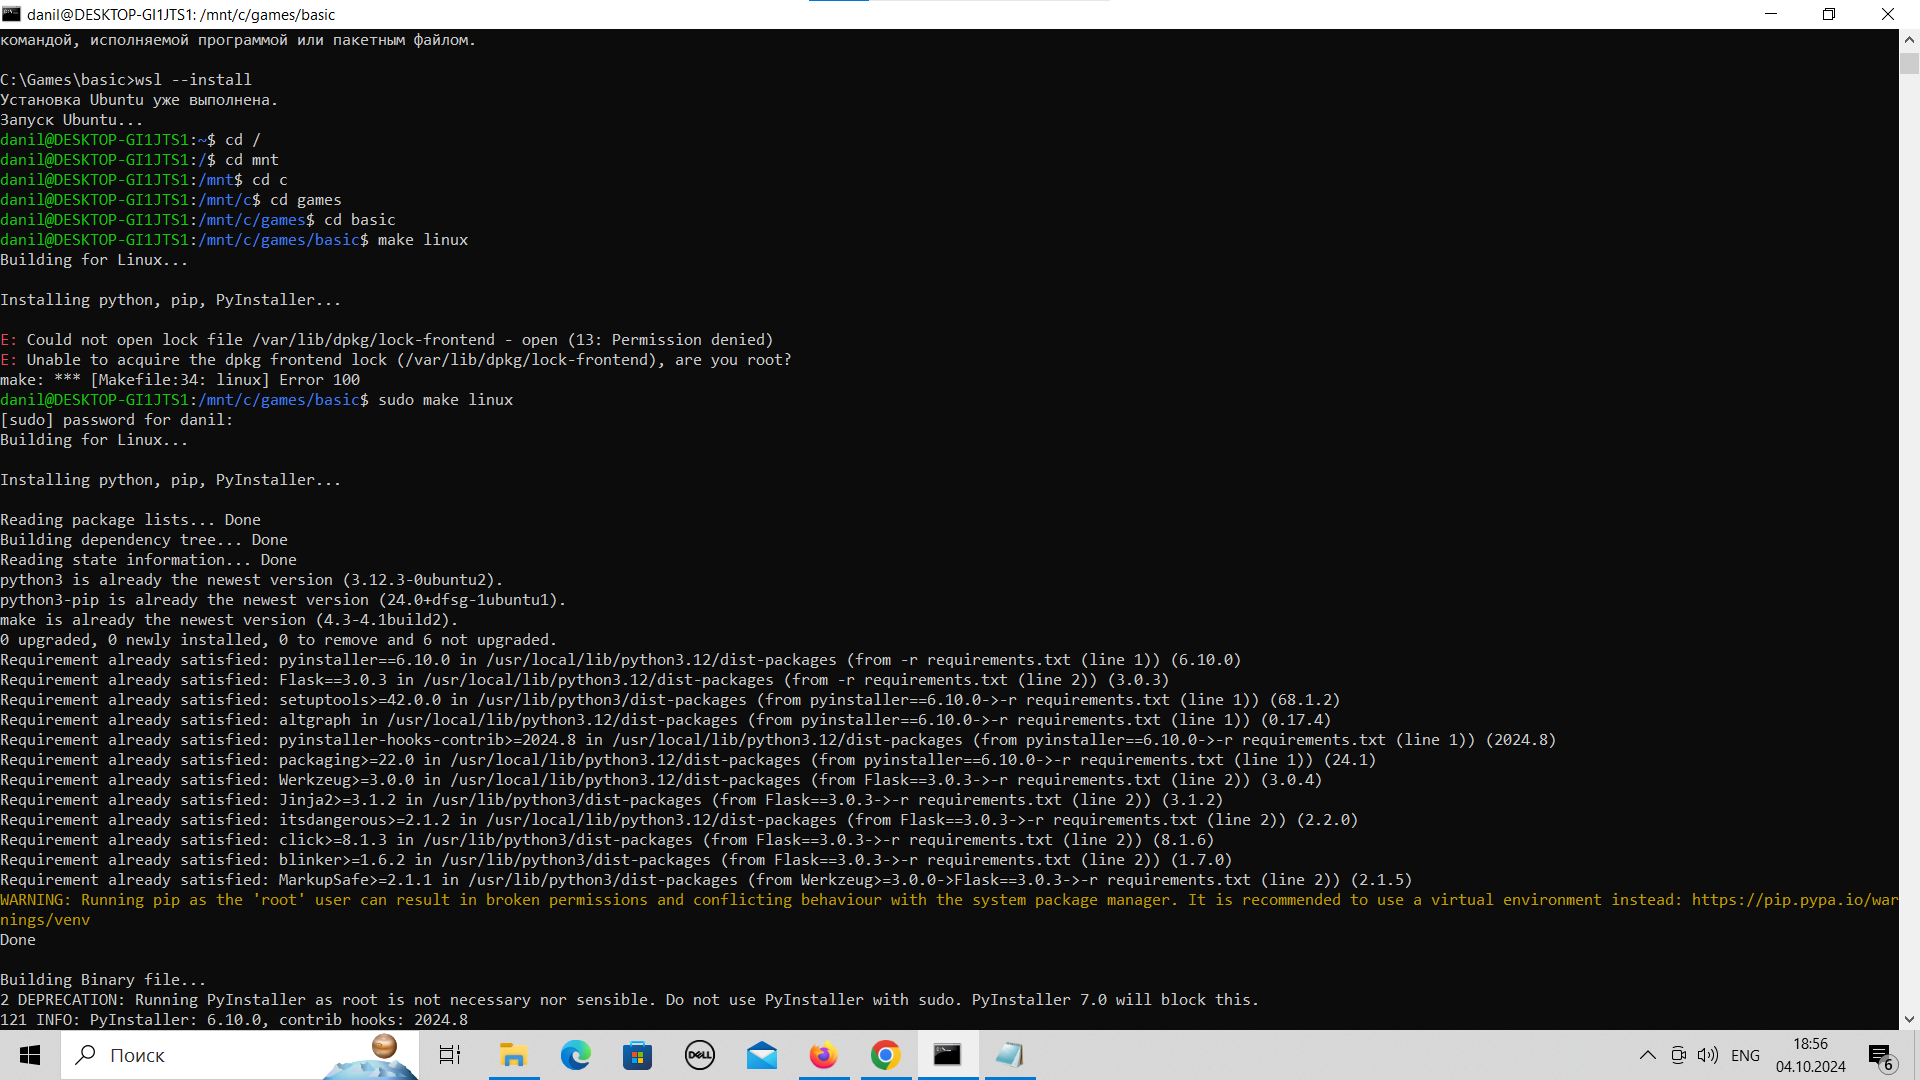 danil@DESKTOP-GI1JTS1: /mnt/c/games/basic
командой, исполняемой программой или пакетным файлом.
C:\Games\basic>wsl --install
Установка Ubuntu уже выполнена.
Запуск Ubuntu...
danil@DESKTOP-GI1JTS1:~$ cd /
danil@DESKTOP-GI1JTS1:/$ cd mnt
danil@DESKTOP-GI1JTS1:/mnt$ cd c
danil@DESKTOP-GI1JTS1:/mnt/c$ cd games
danil@DESKTOP-GI1JTS1:/mnt/c/games$ cd basic
danil@DESKTOP-GI1JTS1:/mnt/c/games/basic$ make linux
Building for Linux...
Installing python, pip, PyInstaller...
E: Could not open lock file /var/lib/dpkg/lock-frontend - open (13: Permission denied)
E: Unable to acquire the dpkg frontend lock (/var/lib/dpkg/lock-frontend), are you root?
make: *** [Makefile:34: linux] Error 100
danil@DESKTOP-GI1JTS1:/mnt/c/games/basic$ sudo make linux
[sudo] password for danil:
Building for Linux...
Installing python, pip, PyInstaller...
Reading package lists... Done
Building dependency tree... Done
Reading state information... Done
python3 is already the newest version (3.12.3-0ubuntu2).
python3-pip is already the newest version (24.0+dfsg-1ubuntu1).
make is already the newest version (4.3-4.1build2).
0 upgraded, 0 newly installed, 0 to remove and 6 not upgraded.
Requirement already satisfied: pyinstaller==6.10.0 in /usr/local/lib/python3.12/dist-packages (from -r requirements.txt (line 1)) (6.10.0)
Requirement already satisfied: Flask==3.0.3 in /usr/local/lib/python3.12/dist-packages (from -r requirements.txt (line 2)) (3.0.3)
Requirement already satisfied: setuptools>=42.0.0 in /usr/lib/python3/dist-packages (from pyinstaller==6.10.0->-r requirements.txt (line 1)) (68.1.2)
Requirement already satisfied: altgraph in /usr/local/lib/python3.12/dist-packages (from pyinstaller==6.10.0->-r requirements.txt (line 1)) (0.17.4)
Requirement already satisfied: pyinstaller-hooks-contrib>=2024.8 in /usr/local/lib/python3.12/dist-packages (from pyinstaller==6.10.0->-r requirements.txt (line 1)) (2024.8)
Requirement already satisfied: packaging>=22.0 in /usr/local/lib/python3.12/dist-packages (from pyinstaller==6.10.0->-r requirements.txt (line 1)) (24.1)
Requirement already satisfied: Werkzeug>=3.0.0 in /usr/local/lib/python3.12/dist-packages (from Flask==3.0.3->-r requirements.txt (line 2)) (3.0.4)
Requirement already satisfied: Jinja2>=3.1.2 in /usr/lib/python3/dist-packages (from Flask==3.0.3->-r requirements.txt (line 2)) (3.1.2)
Requirement already satisfied: itsdangerous>=2.1.2 in /usr/local/lib/python3.12/dist-packages (from Flask==3.0.3->-r requirements.txt (line 2)) (2.2.0)
Requirement already satisfied: click>=8.1.3 in /usr/lib/python3/dist-packages (from Flask==3.0.3->-r requirements.txt (line 2)) (8.1.6)
Requirement already satisfied: blinker>=1.6.2 in /usr/lib/python3/dist-packages (from Flask==3.0.3->-r requirements.txt (line 2)) (1.7.0)
Requirement already satisfied: MarkupSafe>=2.1.1 in /usr/lib/python3/dist-packages (from Werkzeug>=3.0.0->Flask==3.0.3->-r requirements.txt (line 2)) (2.1.5)
WARNING: Running pip as the 'root' user can result in broken permissions and conflicting behaviour with the system package manager. It is recommended to use a virtual environment instead: https://pip.pypa.io/war
nings/venv
Done
Building Binary file...
2 DEPRECATION: Running PyInstaller as root is not necessary nor sensible. Do not use PyInstaller with sudo. PyInstaller 7.0 will block this.
121 INFO: PyInstaller: 6.10.0, contrib hooks: 2024.8
Поиск
DELL
ENG
18:56
04.10.2024
6